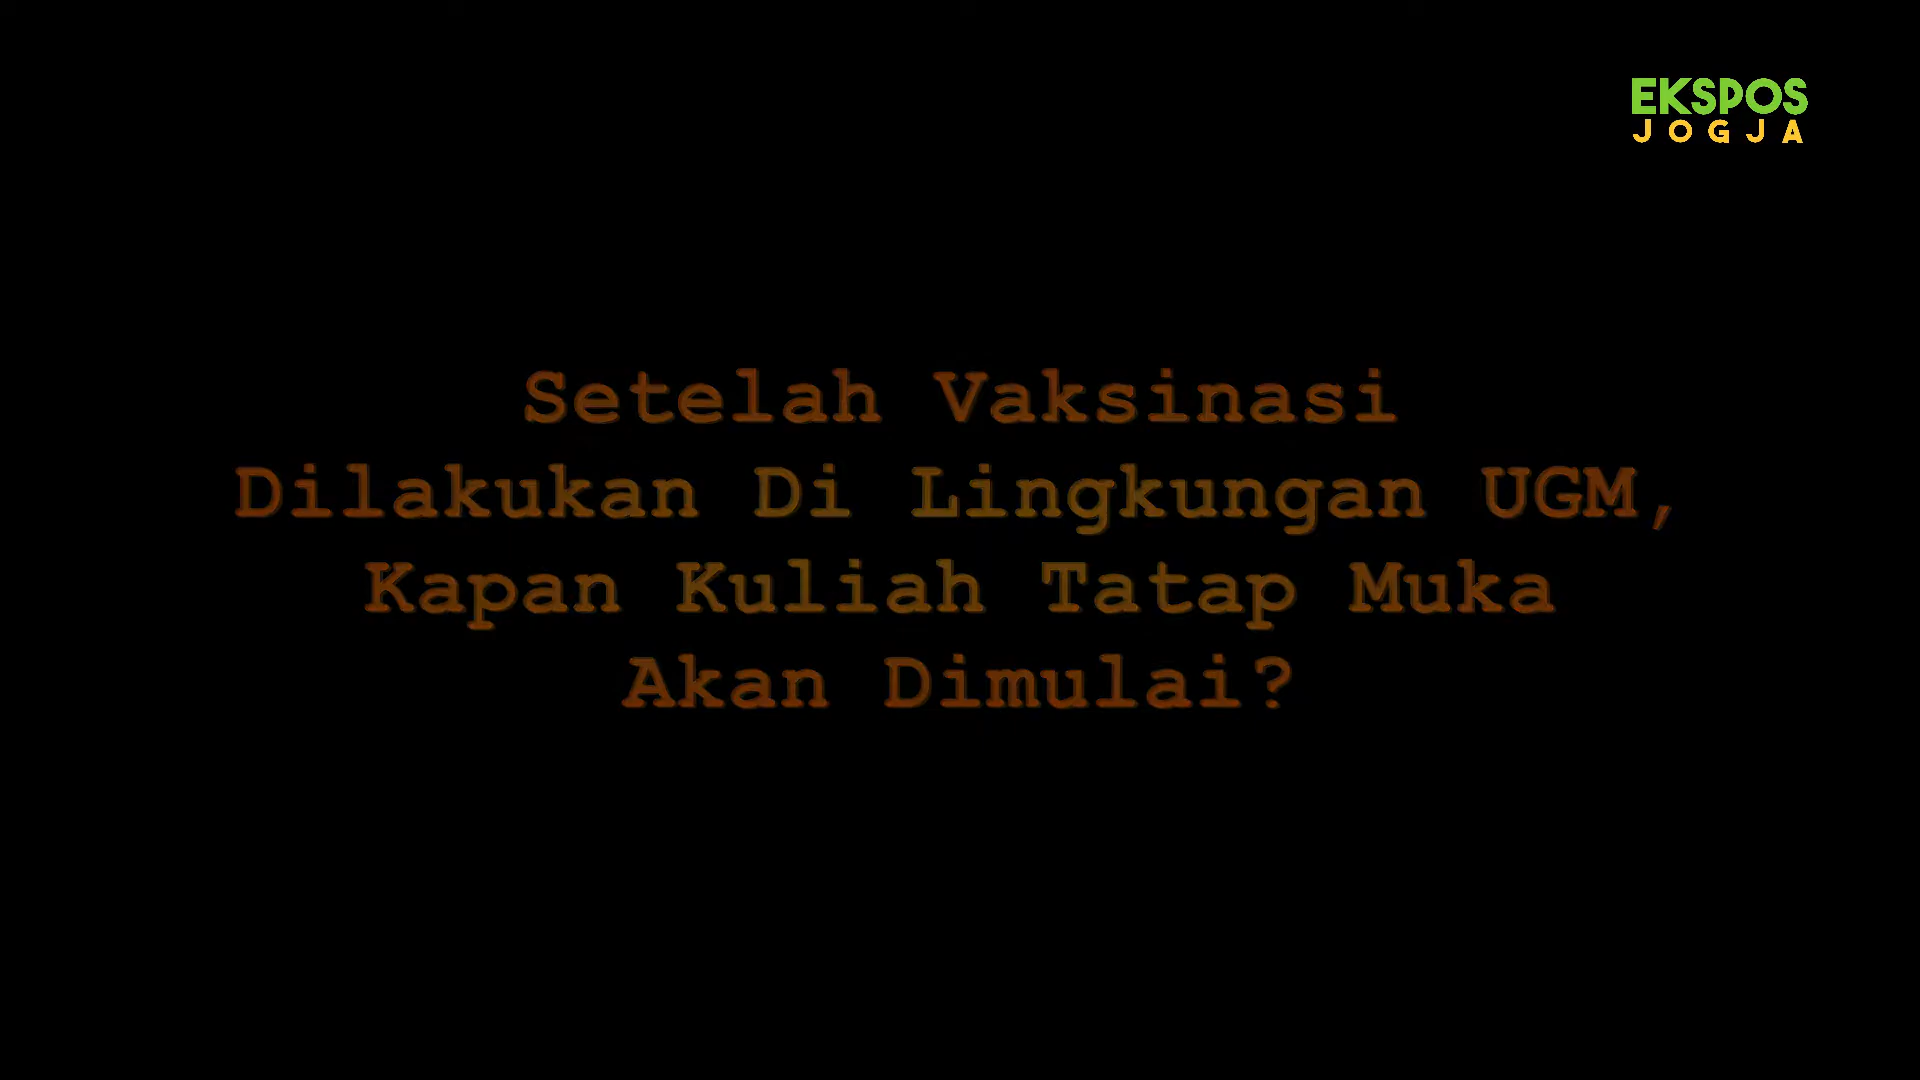 EKSPOS
JOGJA
Setelah Vaksinasi
Dilakukan Di Lingkungan UGM,
Kapan Kuliah Tatap Muka
Akan Dimulai?